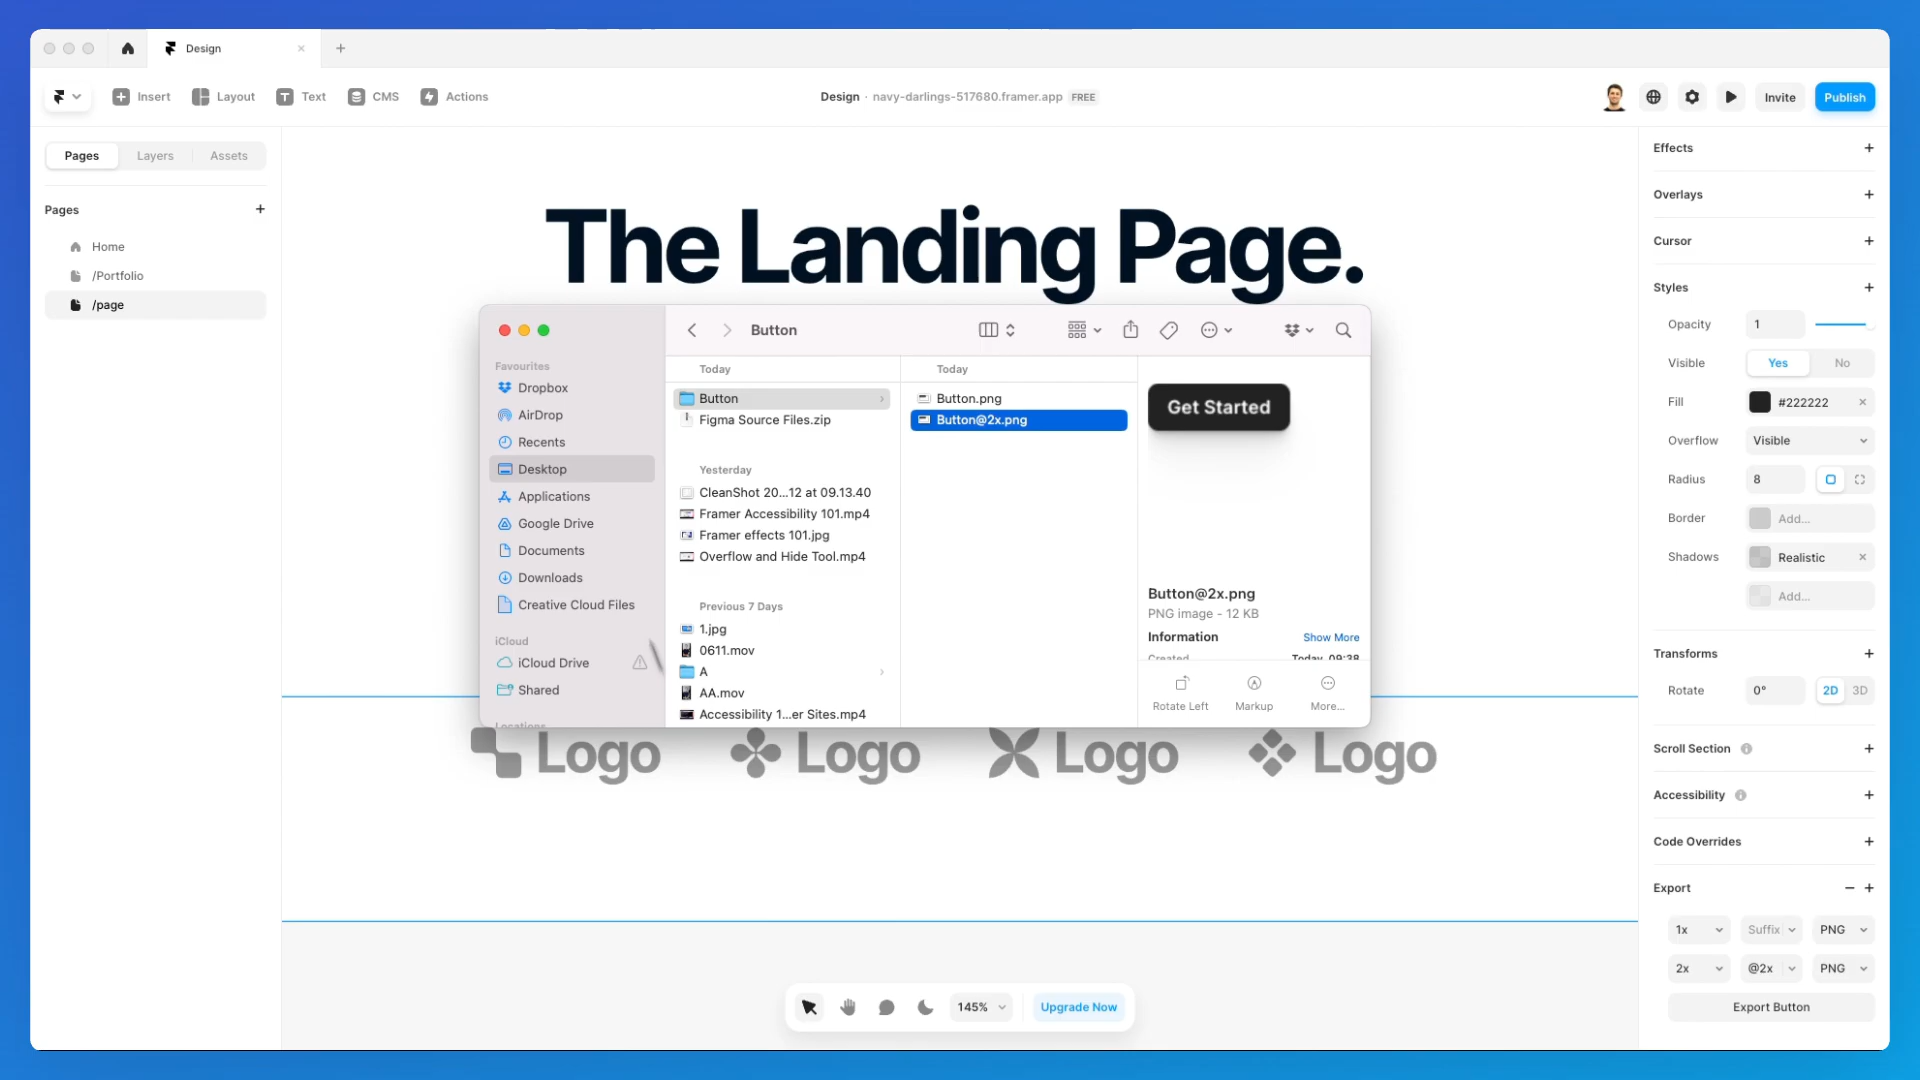 Design
Insert
Layout
Text
CMS
Actions
Design · navy-darlings-517680.framer.app FREE
Invite
Publish
Pages
Layers
Assets
Pages
Home
/Portfolio
/page
The Landing Page.
Button
Favourites
Dropbox
AirDrop
Recents
Desktop
Applications
Google Drive
Documents
Downloads
Creative Cloud Files
iCloud
iCloud Drive
Shared
Locations
Today
Button
Figma Source Files.zip
Yesterday
CleanShot 20...12 at 09.13.40
Framer Accessibility 101.mp4
Framer effects 101.jpg
Overflow and Hide Tool.mp4
Previous 7 Days
1.jpg
0611.mov
A
AA.mov
Accessibility 1...er Sites.mp4
Today
Button.png
Button@2x.png
Get Started
Button@2x.png
PNG image - 12 KB
Information Show More
Created Today, 09:38
Rotate Left
Markup
More...
Logo
Logo
Logo
Logo
145%
Upgrade Now
Effects
Overlays
Cursor
Styles
Opacity 1
Visible Yes No
Fill #222222
Overflow Visible
Radius 8
Border Add...
Shadows Realistic
Add...
Transforms
Rotate 0° 2D 3D
Scroll Section
Accessibility
Code Overrides
Export
1x Suffix PNG
2x @2x PNG
Export Button